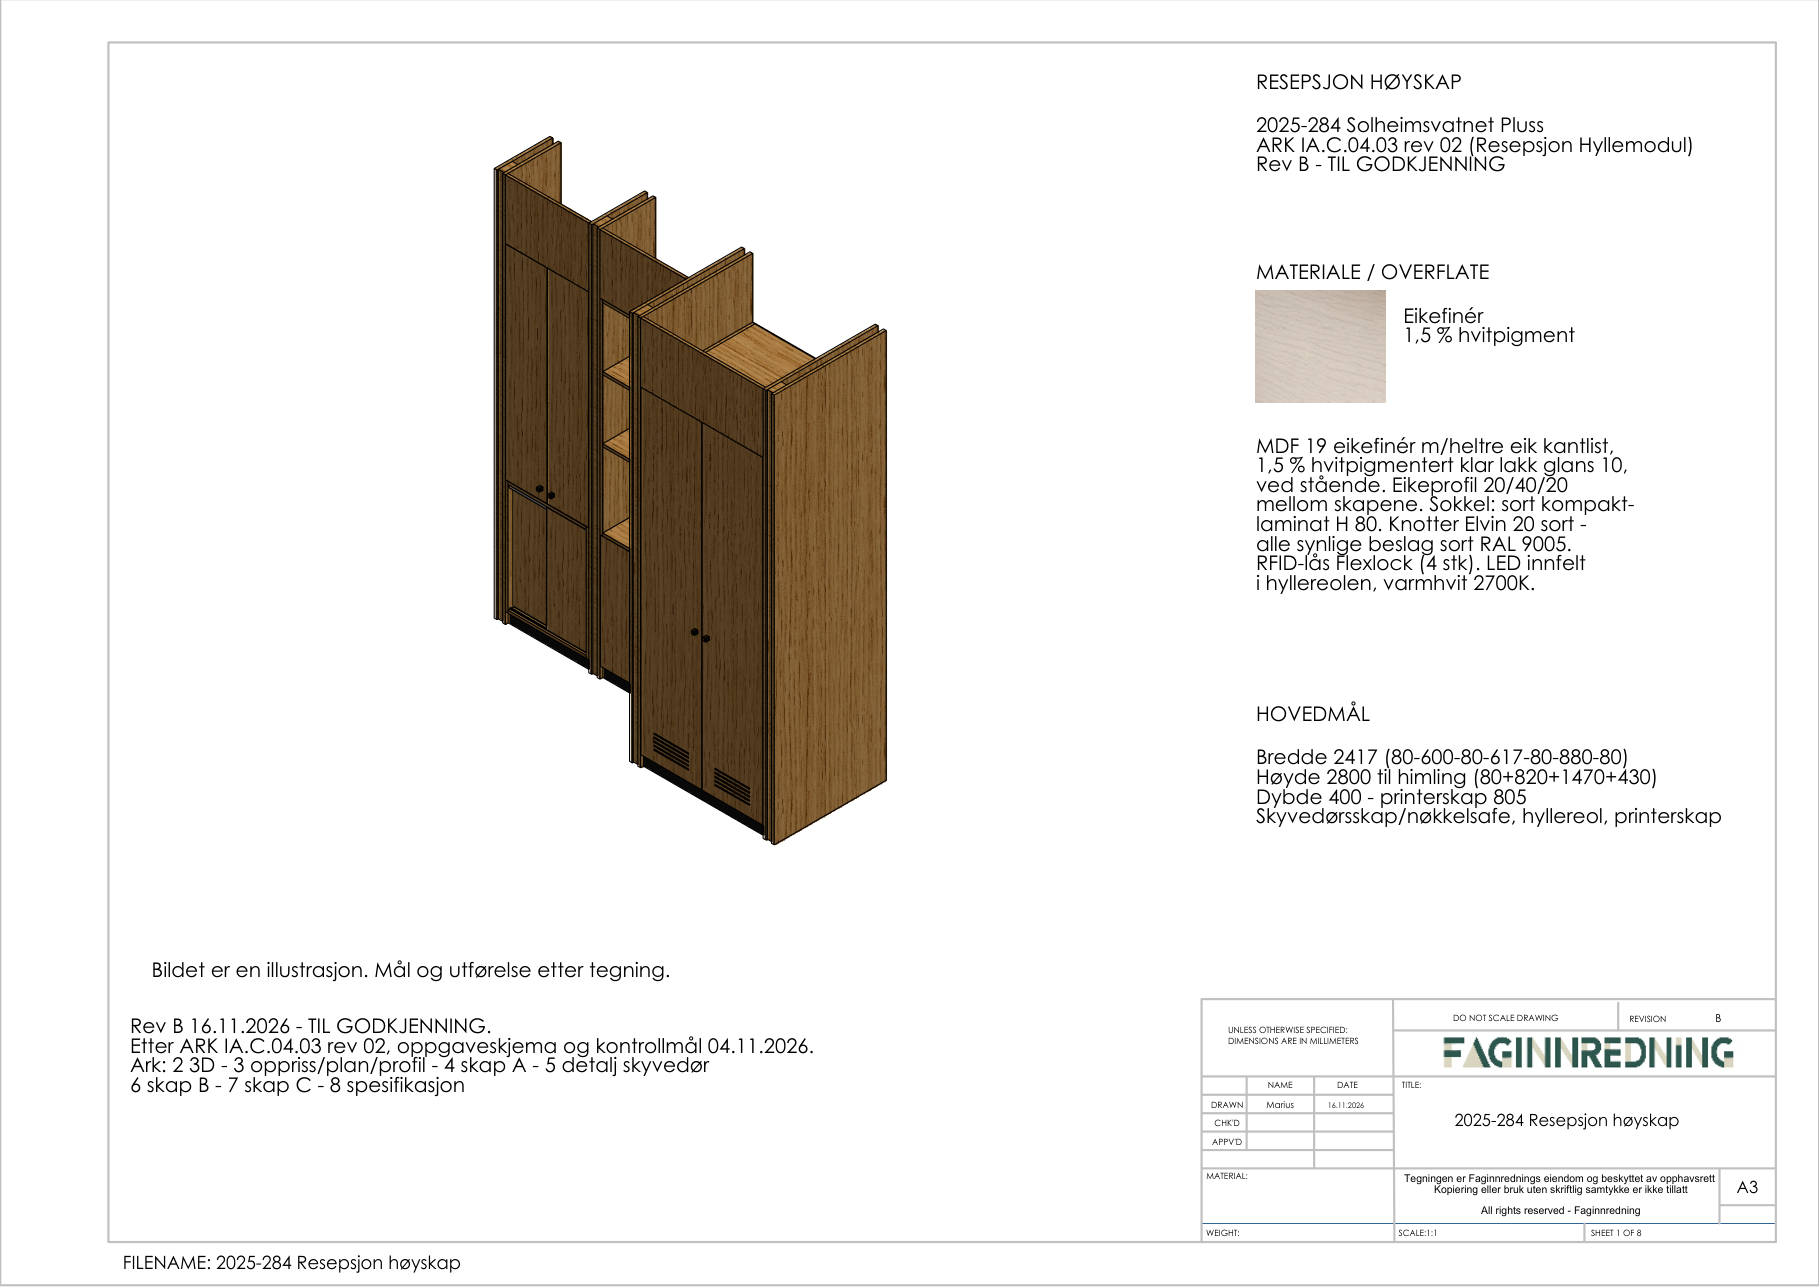 RESEPSJON HØYSKAP
2025-284 Solheimsvatnet Pluss
ARK IA.C.04.03 rev 02 (Resepsjon Hyllemodul)
Rev B - TIL GODKJENNING
MATERIALE / OVERFLATE
Eikefinér
1,5 % hvitpigment
MDF 19 eikefinér m/heltre eik kantlist,
1,5 % hvitpigmentert klar lakk glans 10,
ved stående. Eikeprofil 20/40/20
mellom skapene. Sokkel: sort kompakt-
laminat H 80. Knotter Elvin 20 sort -
alle synlige beslag sort RAL 9005.
RFID-lås Flexlock (4 stk). LED innfelt
i hyllereolen, varmhvit 2700K.
HOVEDMÅL
Bredde 2417 (80-600-80-617-80-880-80)
Høyde 2800 til himling (80+820+1470+430)
Dybde 400 - printerskap 805
Skyvedørsskap/nøkkelsafe, hyllereol, printerskap
Bildet er en illustrasjon. Mål og utførelse etter tegning.
Rev B 16.11.2026 - TIL GODKJENNING.
Etter ARK IA.C.04.03 rev 02, oppgaveskjema og kontrollmål 04.11.2026.
Ark: 2 3D - 3 oppriss/plan/profil - 4 skap A - 5 detalj skyvedør
6 skap B - 7 skap C - 8 spesifikasjon
UNLESS OTHERWISE SPECIFIED:
DIMENSIONS ARE IN MILLIMETERS
DO NOT SCALE DRAWING
REVISION B
FAGINNREDNING
NAME DATE
DRAWN Marius 16.11.2026
CHK'D
APPV'D
TITLE:
2025-284 Resepsjon høyskap
MATERIAL:
Tegningen er Faginnrednings eiendom og beskyttet av opphavsrett
Kopiering eller bruk uten skriftlig samtykke er ikke tillatt
All rights reserved - Faginnredning
A3
WEIGHT:
SCALE:1:1
SHEET 1 OF 8
FILENAME: 2025-284 Resepsjon høyskap